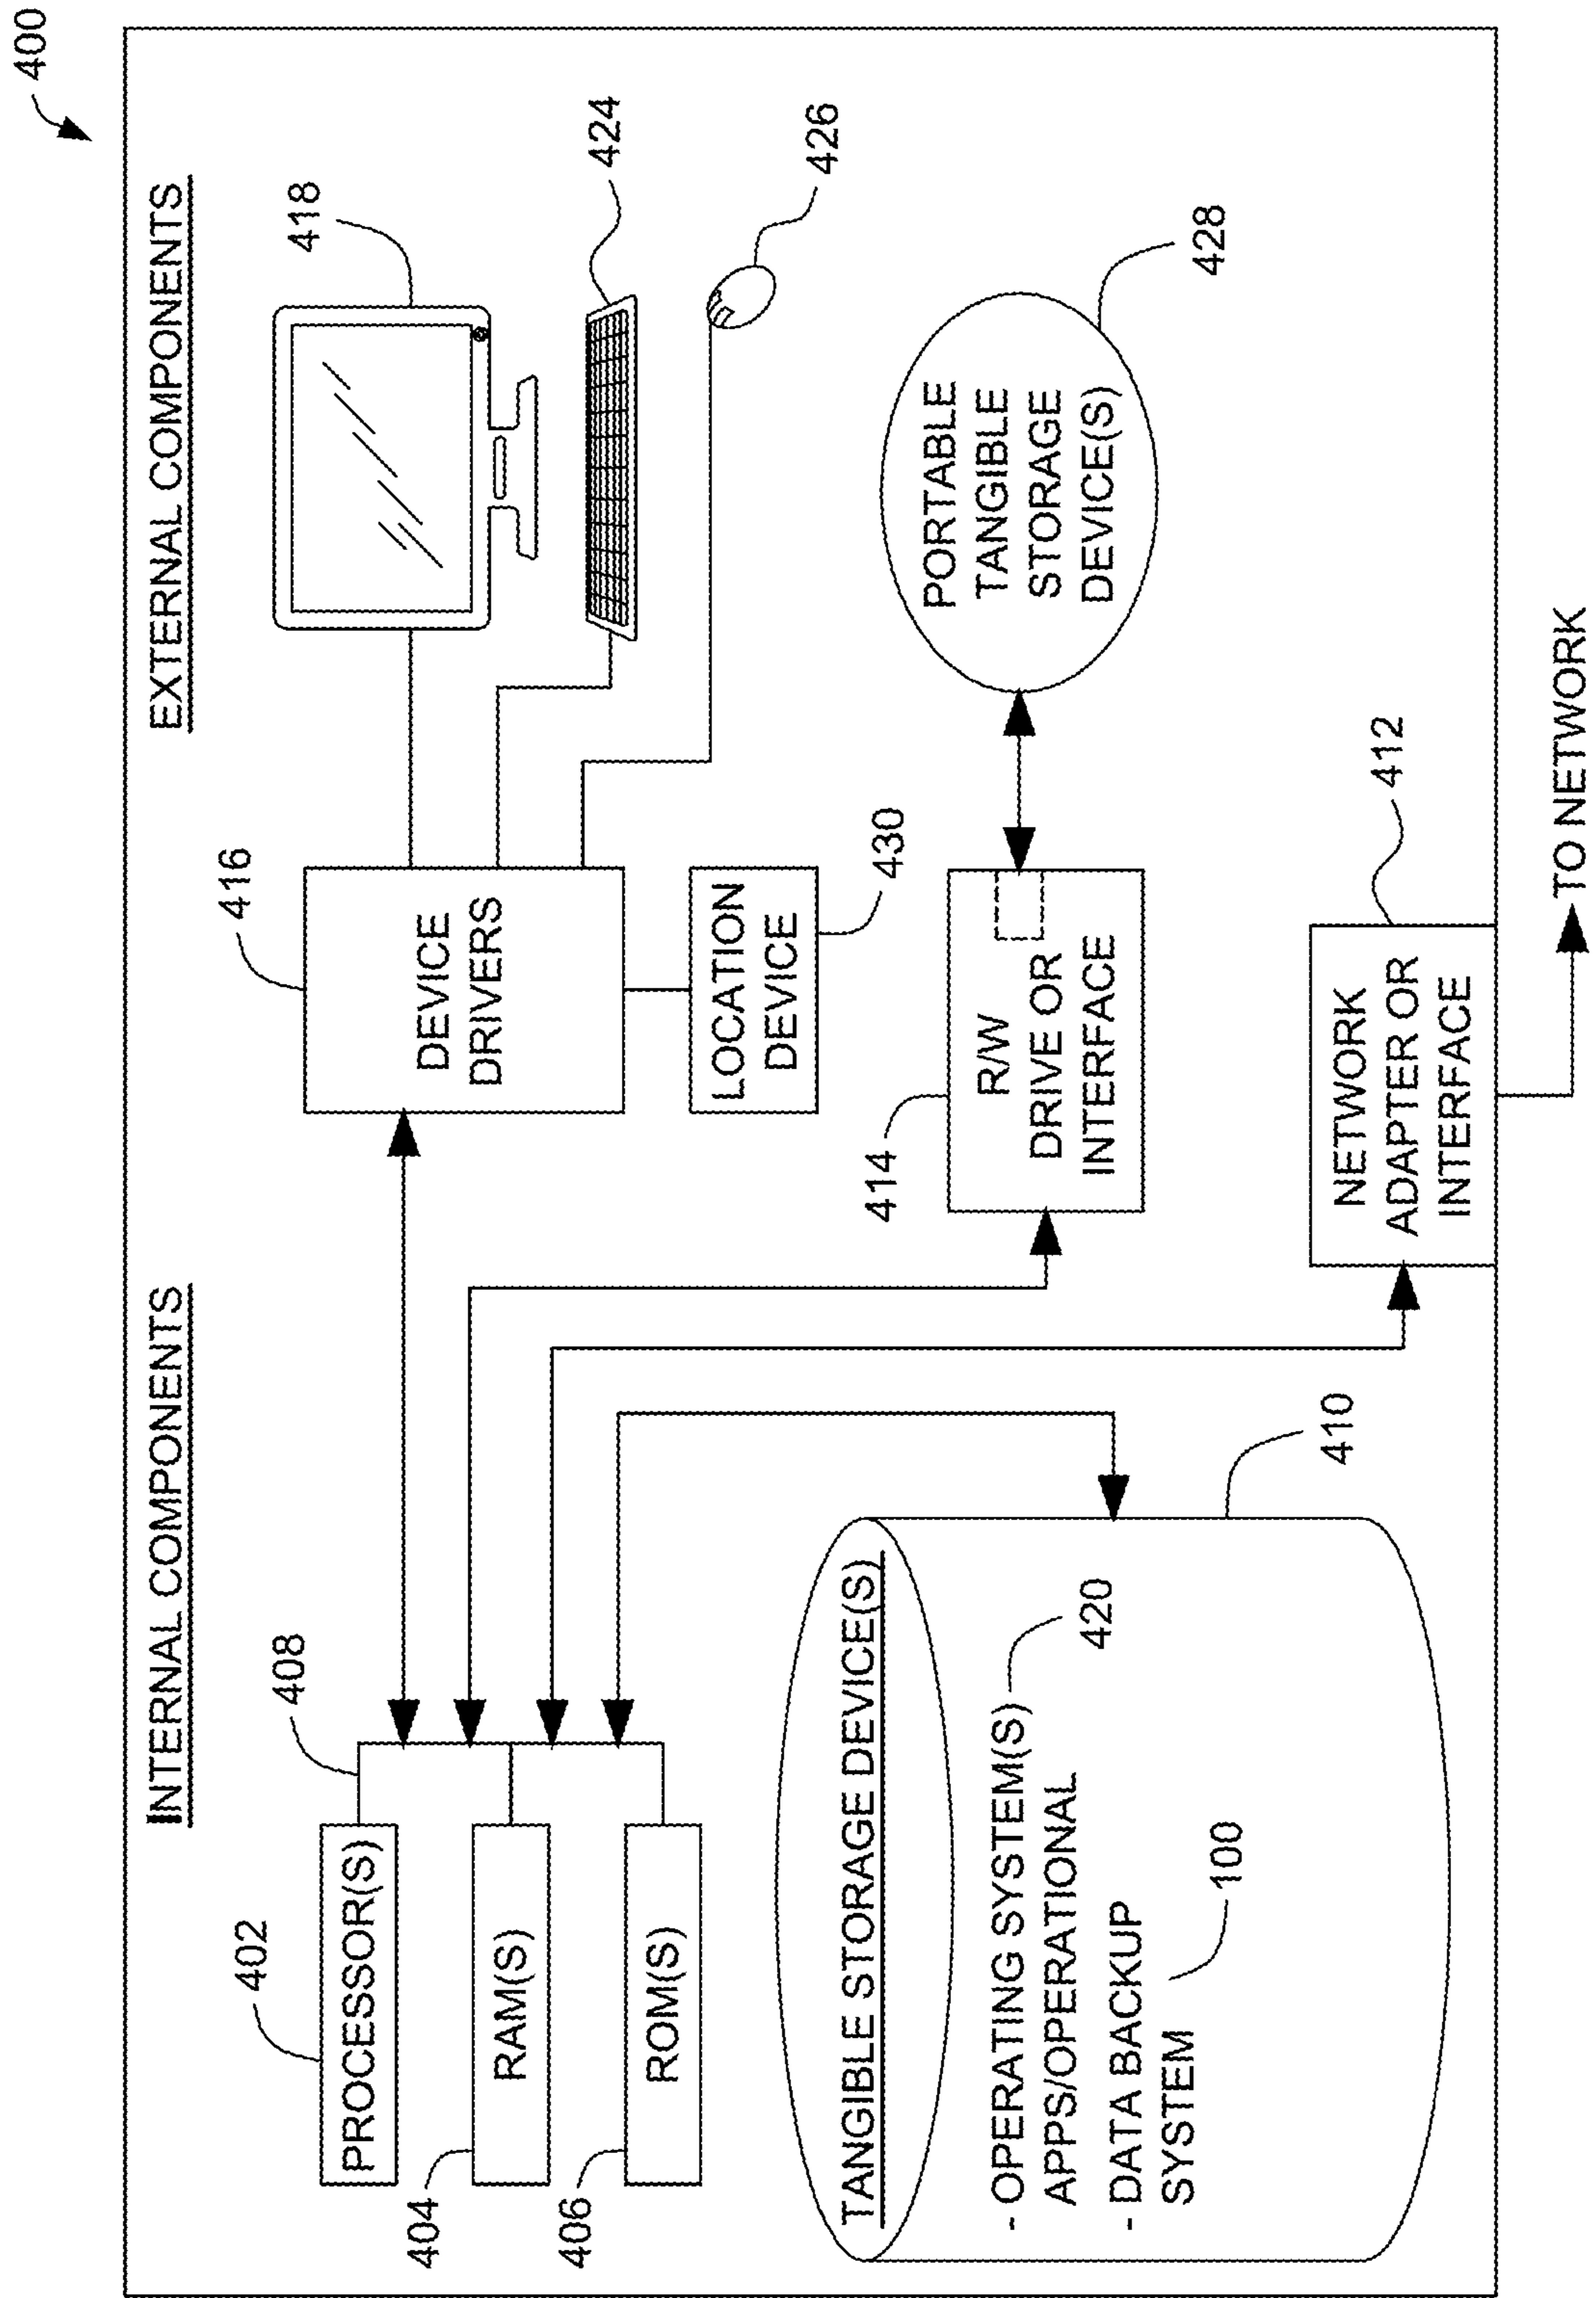 400
INTERNAL COMPONENTS
EXTERNAL COMPONENTS
402
PROCESSOR(S)
408
404
RAM(S)
406
ROM(S)
416
DEVICE
DRIVERS
418
424
426
LOCATION
DEVICE
430
TANGIBLE STORAGE DEVICE(S)
- OPERATING SYSTEM(S)
420
APPS/OPERATIONAL
- DATA BACKUP
SYSTEM
100
410
414
R/W
DRIVE OR
INTERFACE
PORTABLE
TANGIBLE
STORAGE
DEVICE(S)
428
NETWORK
ADAPTER OR
INTERFACE
412
TO NETWORK